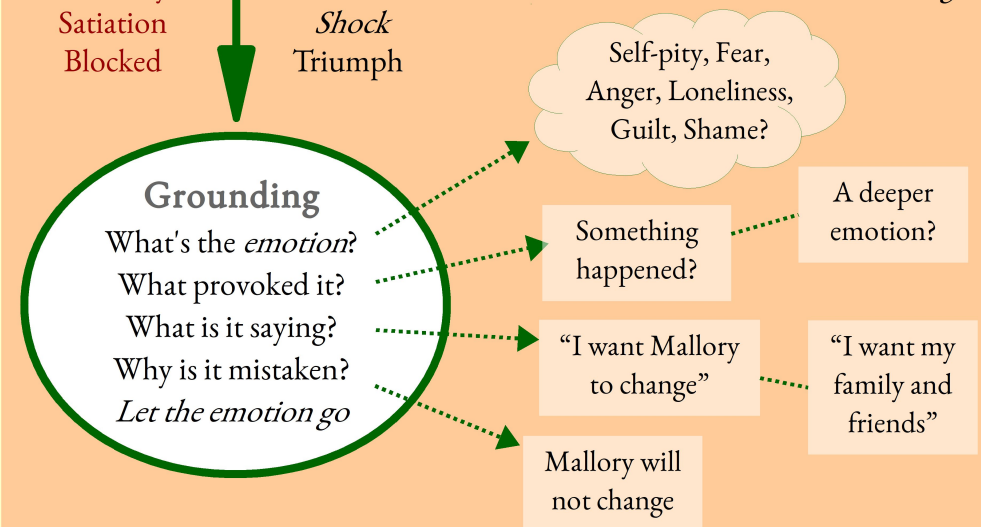 Satiation
Blocked
Shock
Triumph
Self-pity, Fear,
Anger, Loneliness,
Guilt, Shame?
Grounding
What's the emotion?
What provoked it?
What is it saying?
Why is it mistaken?
Let the emotion go
Something
happened?
A deeper
emotion?
“I want Mallory
to change”
“I want my
family and
friends”
Mallory will
not change